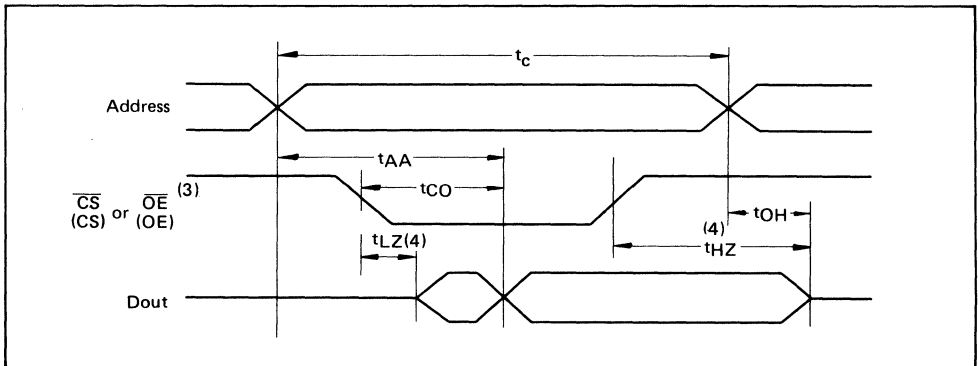 tc
Address
tAA
tCO
CS or OE (3)
(CS) (OE)
tOH
tLZ(4)
(4)
tHZ
Dout